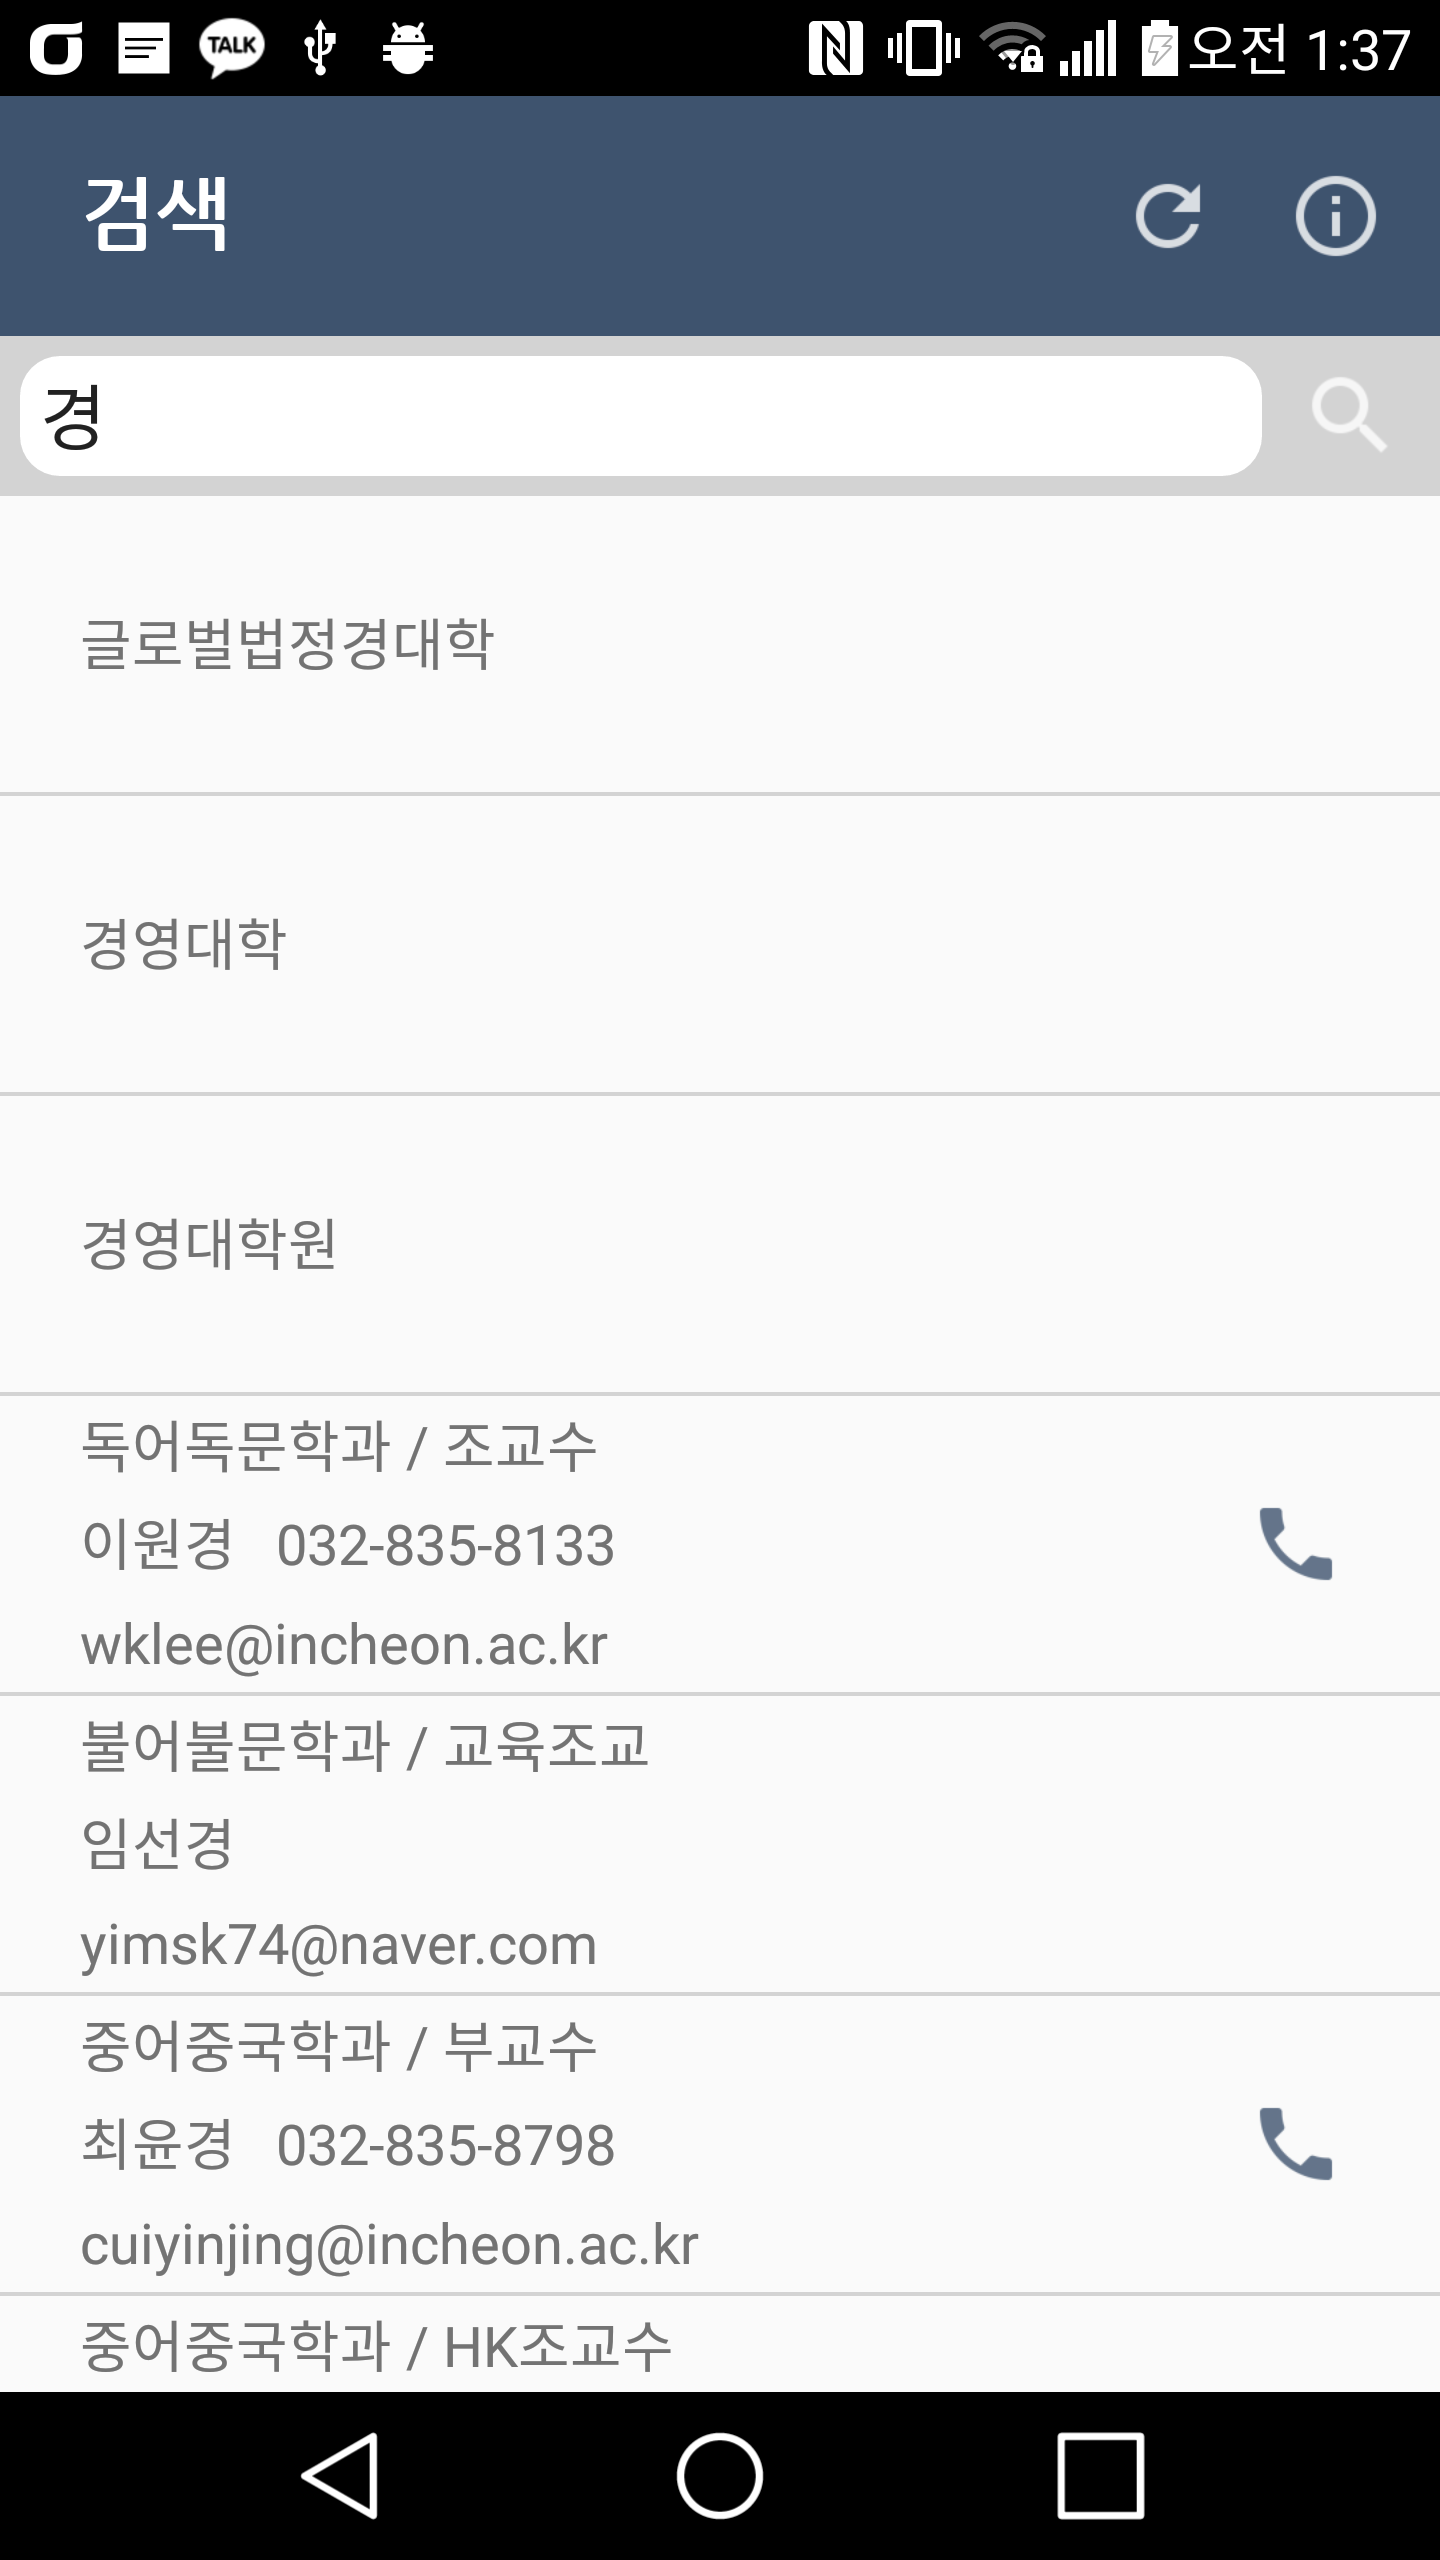 TALK
오전 1:37
검색
경
글로벌법정경대학
경영대학
경영대학원
독어독문학과 / 조교수
이원경 032-835-8133
wklee@incheon.ac.kr
불어불문학과 / 교육조교
임선경
yimsk74@naver.com
중어중국학과 / 부교수
최윤경 032-835-8798
cuiyinjing@incheon.ac.kr
중어중국학과 / HK조교수